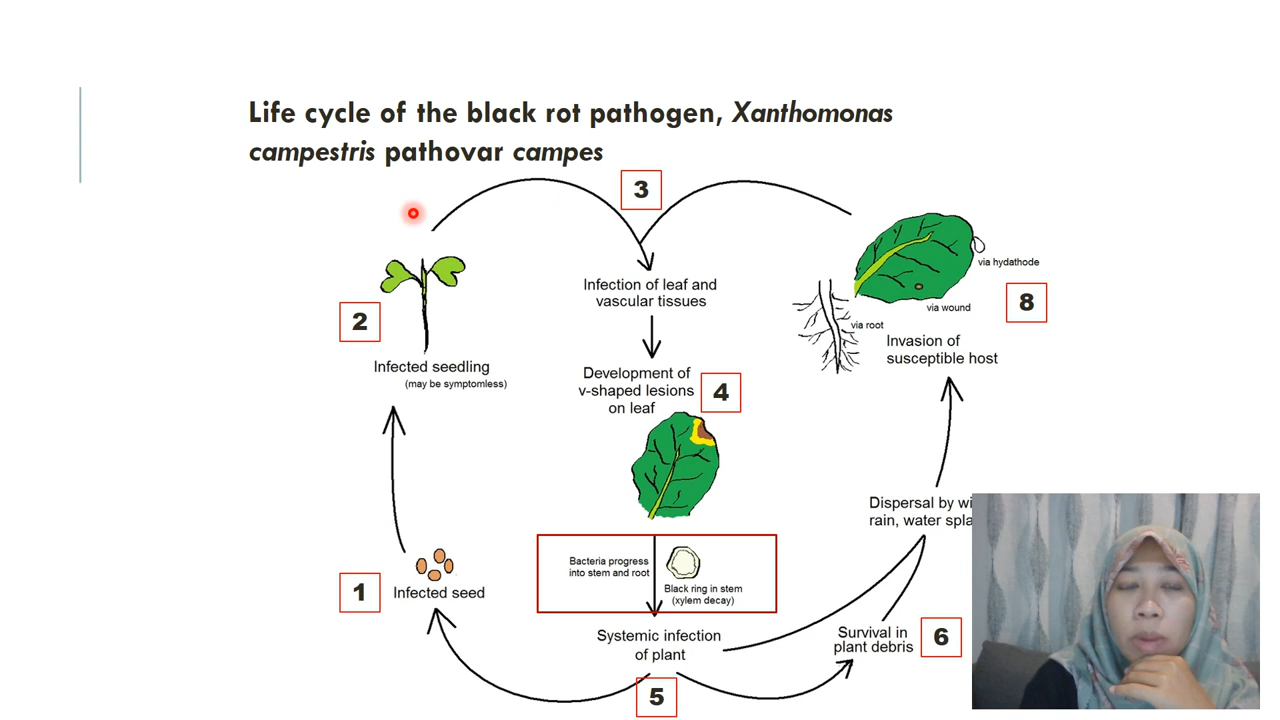 Life cycle of the black rot pathogen, Xanthomonas
campestris pathovar campes
3
Infection of leaf and
vascular tissues
via hydathode
8
via wound
via root
Invasion of
susceptible host
2
Infected seedling
(may be symptomless)
Development of
v-shaped lesions
on leaf
4
Dispersal by
rain, water
Bacteria progress
into stem and root
Black ring in stem
(xylem decay)
1
Infected seed
Systemic infection
of plant
Survival in
plant debris
6
5